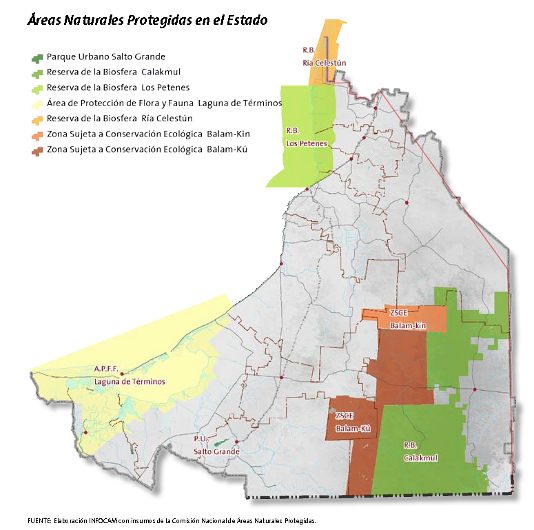 Áreas Naturales Protegidas en el Estado
Parque Urbano Salto Grande
Reserva de la Biosfera Calakmul
Reserva de la Biosfera Los Petenes
Área de Protección de Flora y Fauna Laguna de Términos
Reserva de la Biosfera Ría Celestún
Zona Sujeta a Conservación Ecológica Balam-Kin
Zona Sujeta a Conservación Ecológica Balam-Kú
R.B.
Ría Celestún
R.B.
Los Petenes
ZSCE
Balam-kin
A.P.F.F.
Laguna de Términos
ZSCE
Balam-Kú
P.U.
Salto Grande
R.B.
Calakmul
FUENTE: Elaboración INFOCAM con insumos de la Comisión Nacional de Áreas Naturales Protegidas.